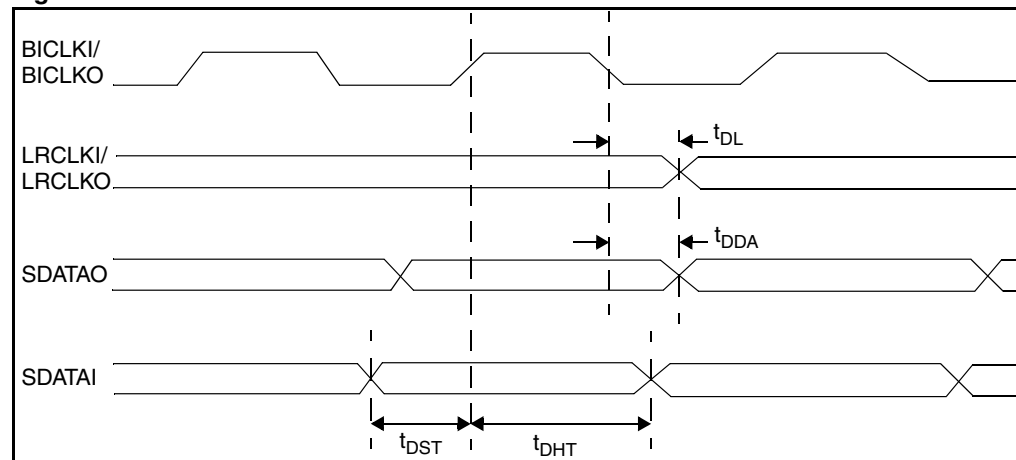 BICLKI/
BICLKO
t_DL
LRCLKI/
LRCLKO
t_DDA
SDATAO
SDATAI
t_DST
t_DHT